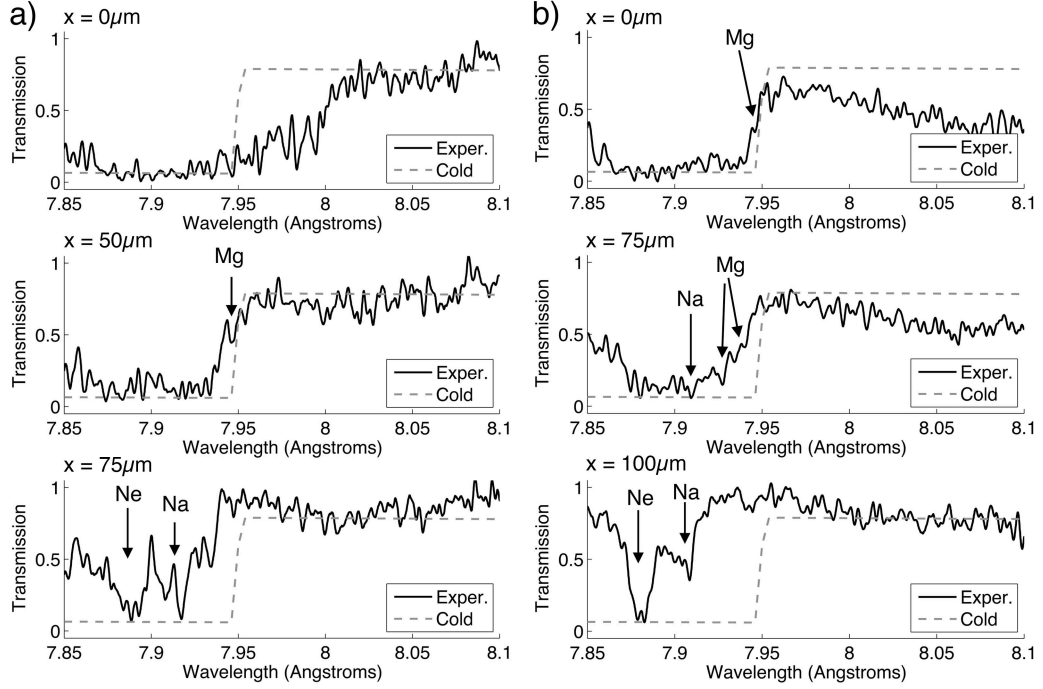 a)
x = 0μm
1
0.5
0
Transmission
Exper.
Cold
7.85 7.9 7.95 8 8.05 8.1
Wavelength (Angstroms)
x = 50μm
Mg
1
0.5
0
Transmission
Exper.
Cold
7.85 7.9 7.95 8 8.05 8.1
Wavelength (Angstroms)
x = 75μm
Ne
Na
1
0.5
0
Transmission
Exper.
Cold
7.85 7.9 7.95 8 8.05 8.1
Wavelength (Angstroms)
b)
x = 0μm
Mg
1
0.5
0
Transmission
Exper.
Cold
7.85 7.9 7.95 8 8.05 8.1
Wavelength (Angstroms)
x = 75μm
Mg
Na
1
0.5
0
Transmission
Exper.
Cold
7.85 7.9 7.95 8 8.05 8.1
Wavelength (Angstroms)
x = 100μm
Ne
Na
1
0.5
0
Transmission
Exper.
Cold
7.85 7.9 7.95 8 8.05 8.1
Wavelength (Angstroms)